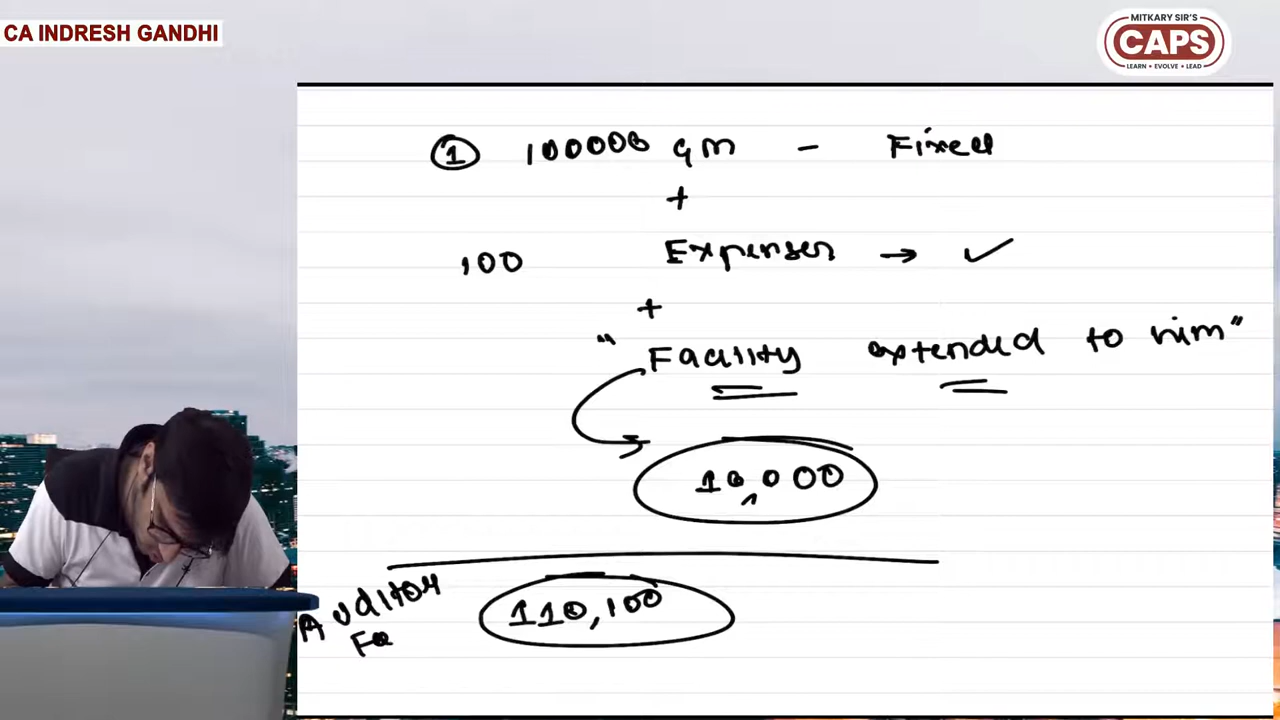 CA INDRESH GANDHI
MITKARY SIR'S
CAPS
LEARN • EVOLVE • LEAD
① 100000 GM - Fixed
+
100 Expenses → ✓
+
"Facility extended to him"
10,000
Auditor 110,100
Fee